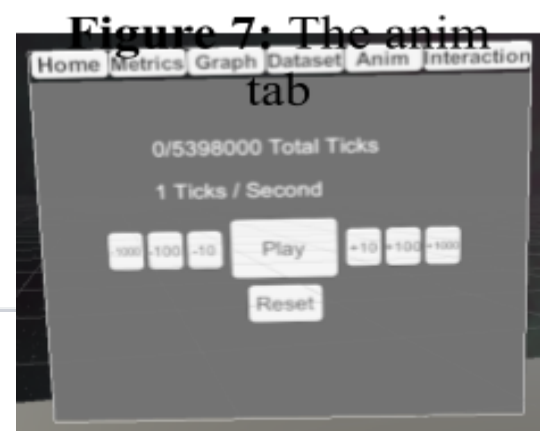 Figure 7: The anim
tab
Home Metrics Graph Dataset Anim Interaction
0/5398000 Total Ticks
1 Ticks / Second
-1000 -100 -10 Play +10 +100 +1000
Reset